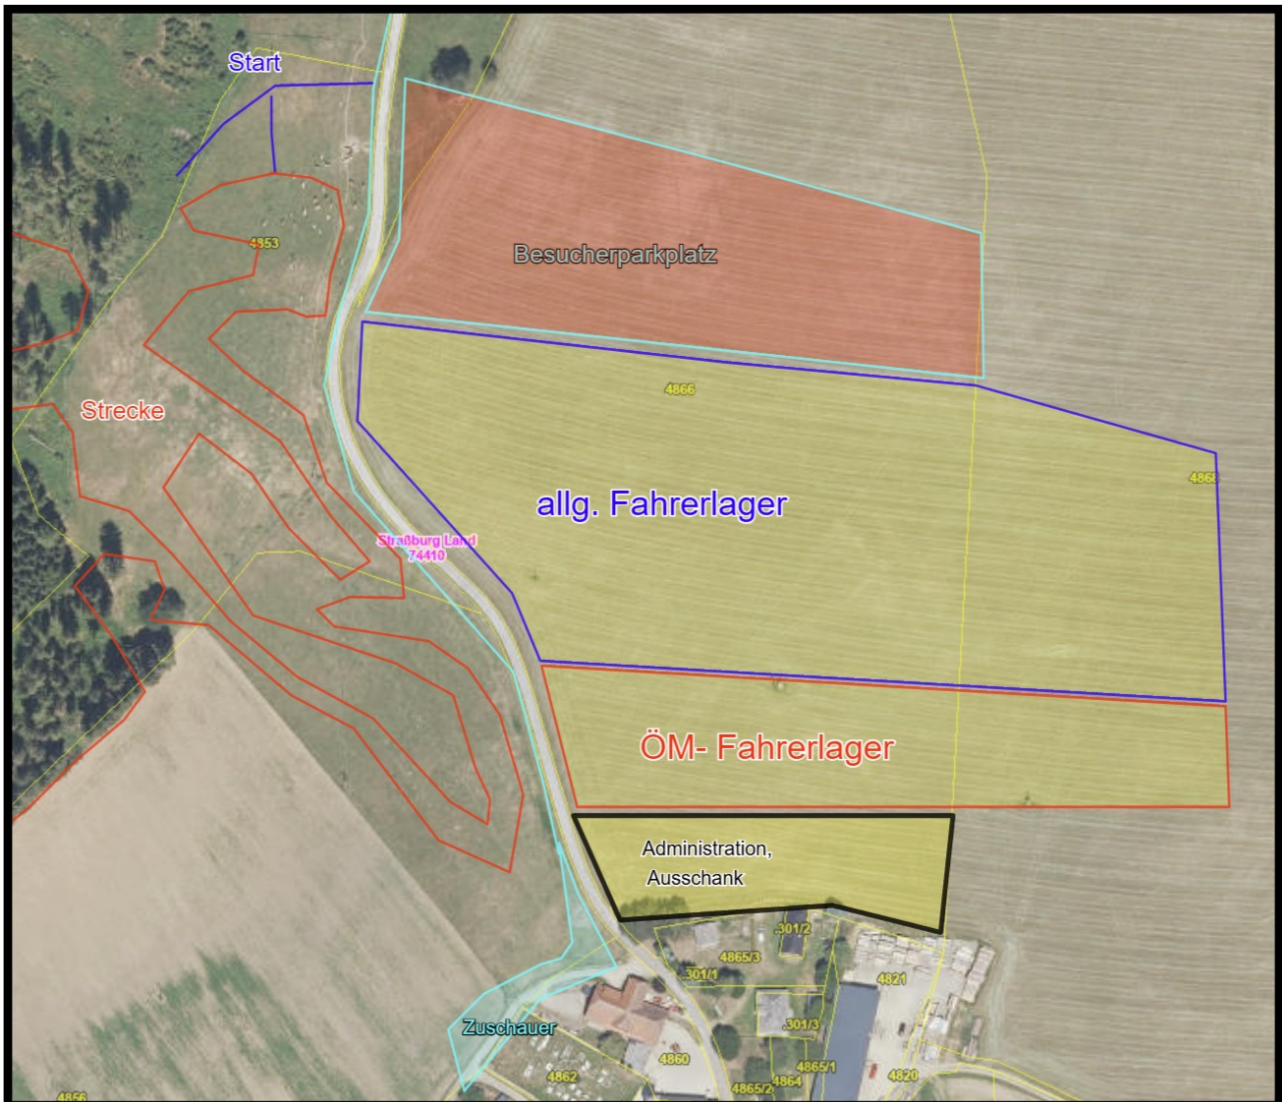 Start
4853
Besucherparkplatz
4866
Strecke
486
allg. Fahrerlager
Straßburg Land
74410
ÖM- Fahrerlager
Administration,
Ausschank
.301/2
4865/3
.301/1
4821
.301/3
Zuschauer
4860
4865/1
4862
4864
4820
4865/2
4856